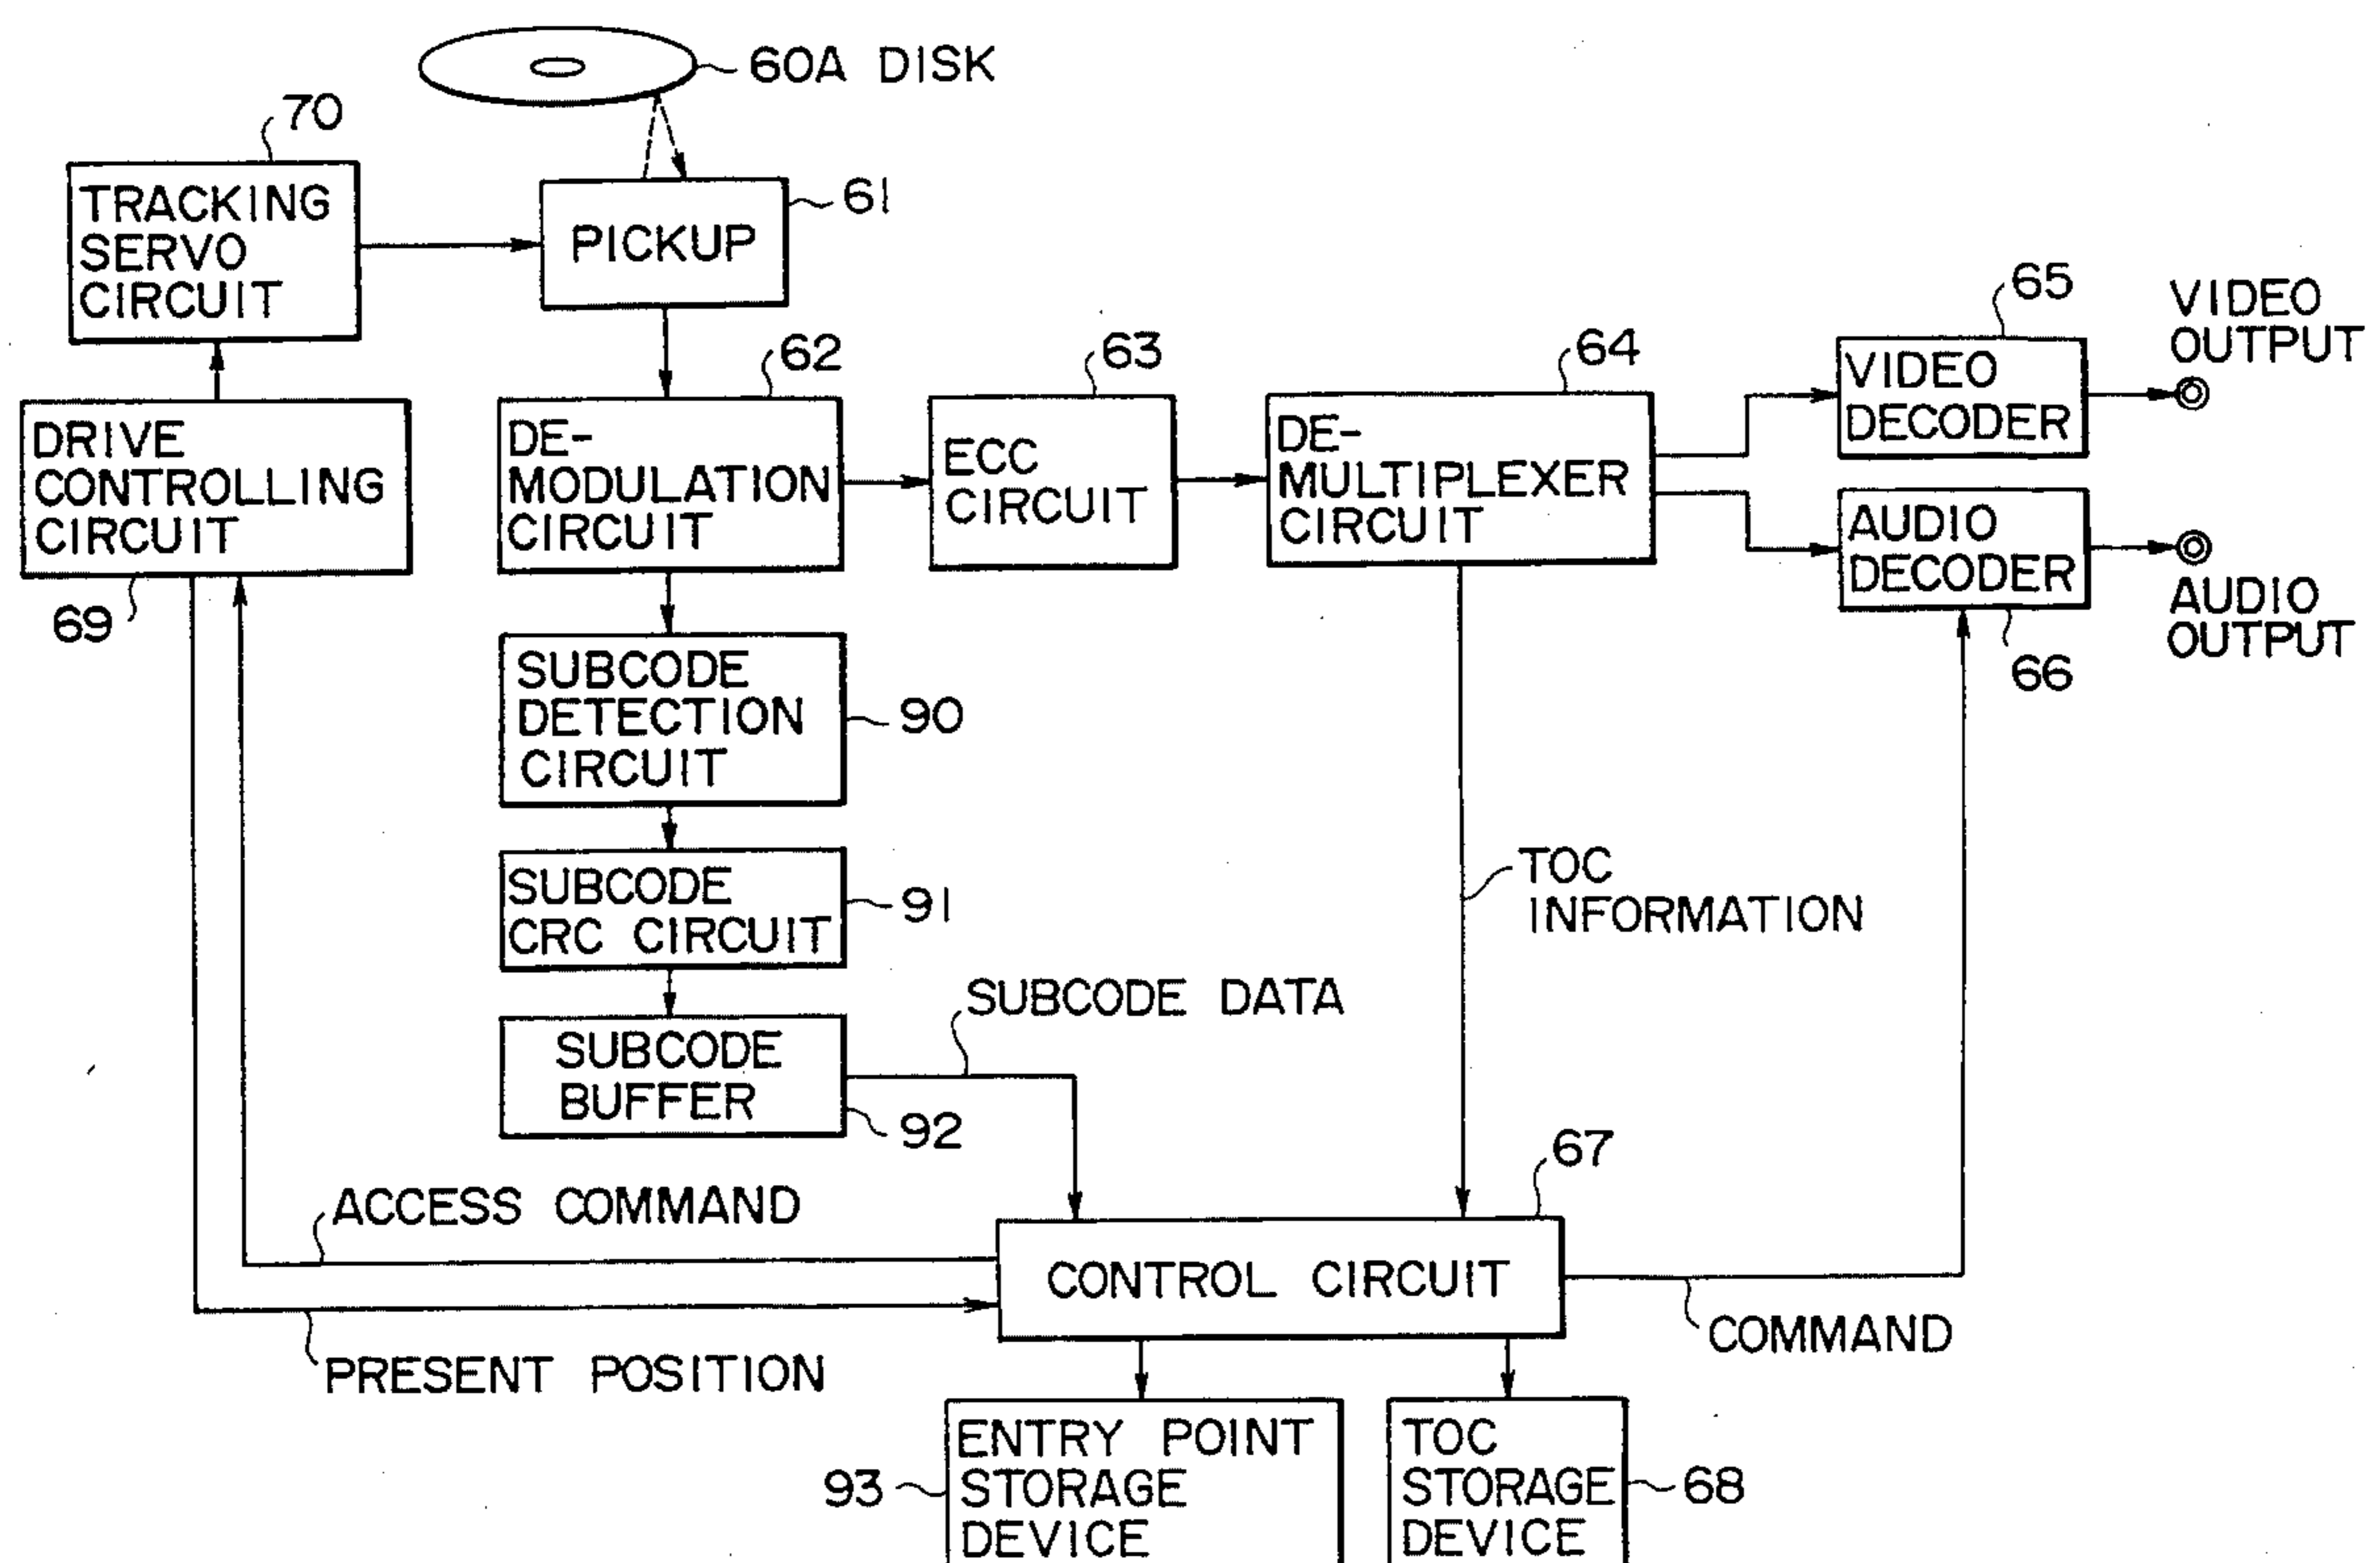 60A DISK
70
TRACKING
SERVO
CIRCUIT
PICKUP
61
DRIVE
CONTROLLING
CIRCUIT
69
62
DE-
MODULATION
CIRCUIT
63
ECC
CIRCUIT
64
DE-
MULTIPLEXER
CIRCUIT
65
VIDEO
DECODER
VIDEO
OUTPUT
AUDIO
DECODER
66
AUDIO
OUTPUT
SUBCODE
DETECTION
CIRCUIT
90
SUBCODE
CRC CIRCUIT
91
SUBCODE
BUFFER
92
SUBCODE DATA
TOC
INFORMATION
ACCESS COMMAND
PRESENT POSITION
67
CONTROL CIRCUIT
COMMAND
93
ENTRY POINT
STORAGE
DEVICE
TOC
STORAGE
DEVICE
68